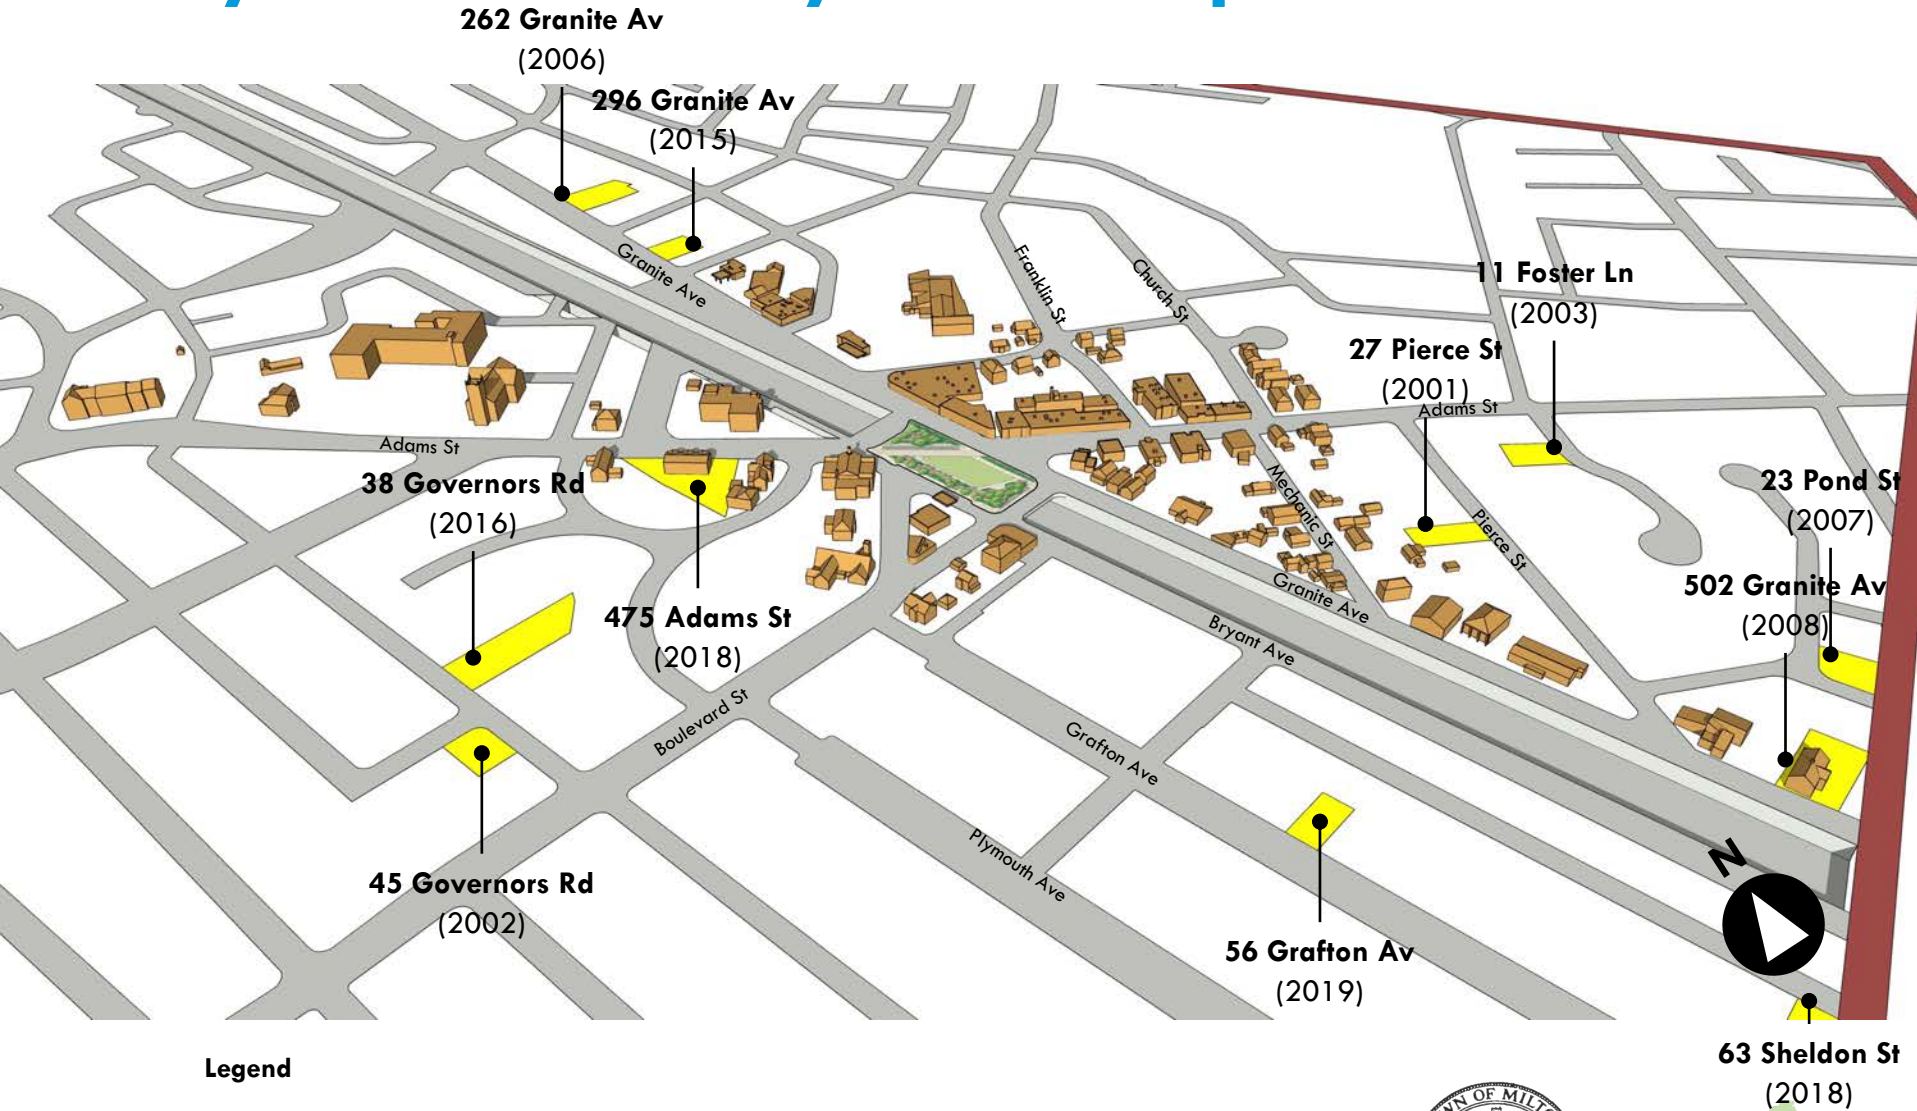 262 Granite Av
(2006)
296 Granite Av
(2015)
Granite Ave
Franklin St
Church St
11 Foster Ln
(2003)
27 Pierce St
(2001)
Adams St
Adams St
38 Governors Rd
(2016)
23 Pond St
(2007)
Mechanic St
Pierce St
475 Adams St
(2018)
502 Granite Av
(2008)
Granite Ave
Bryant Ave
Boulevard St
Grafton Ave
Plymouth Ave
45 Governors Rd
(2002)
56 Grafton Av
(2019)
N
63 Sheldon St
(2018)
Legend
WN OF MILT